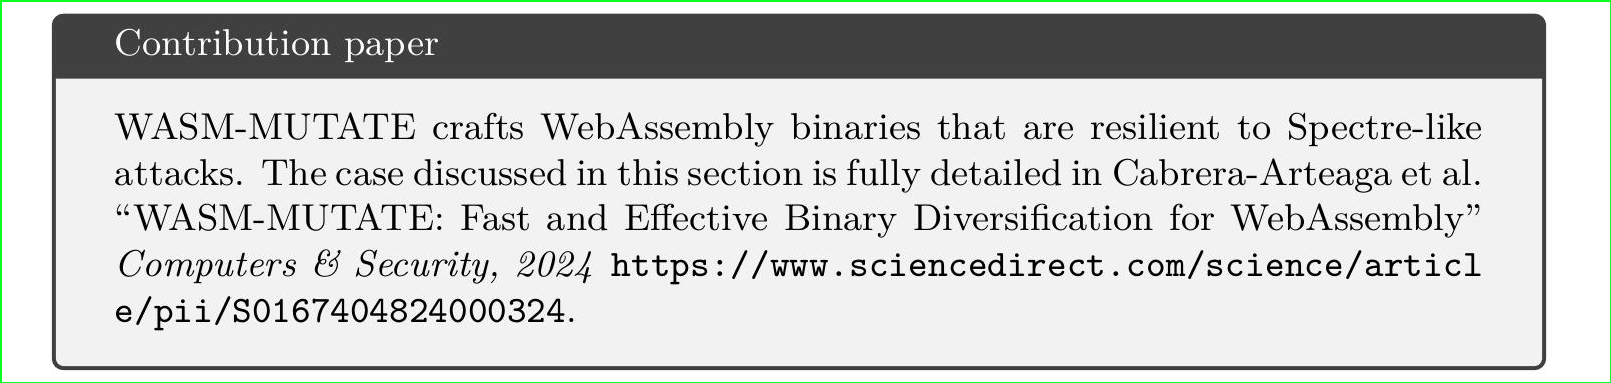 Contribution paper
WASM-MUTATE crafts WebAssembly binaries that are resilient to Spectre-like
attacks. The case discussed in this section is fully detailed in Cabrera-Arteaga et al.
“WASM-MUTATE: Fast and Effective Binary Diversification for WebAssembly”
Computers & Security, 2024 https://www.sciencedirect.com/science/articl
e/pii/S0167404824000324.